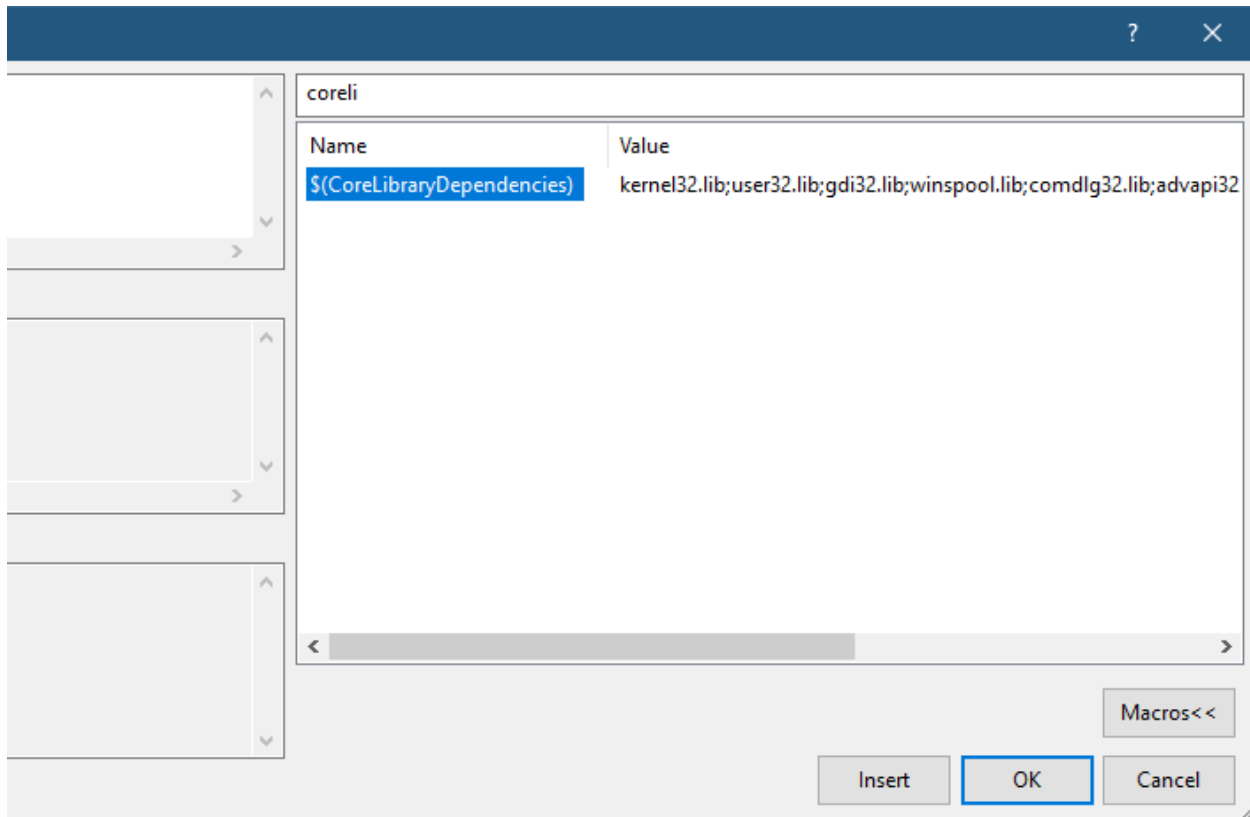 ?
coreli
Name Value
$(CoreLibraryDependencies) kernel32.lib;user32.lib;gdi32.lib;winspool.lib;comdlg32.lib;advapi32
Macros<<
Insert OK Cancel